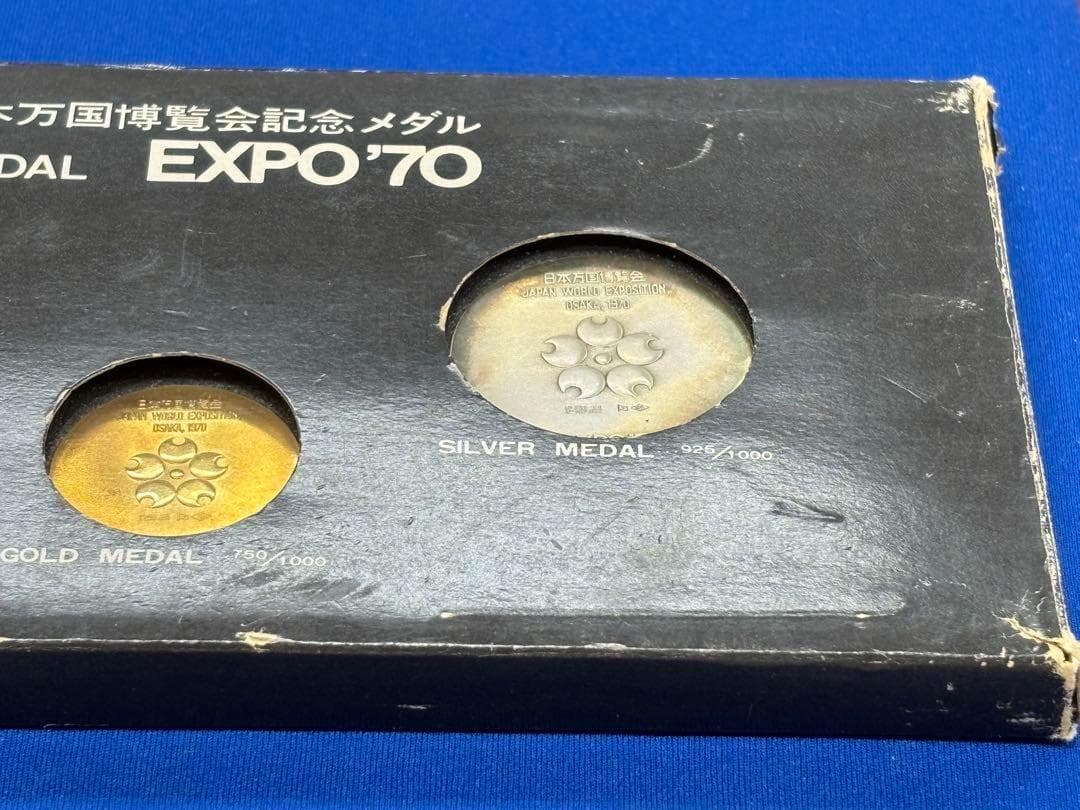 本万国博覧会記念メダル
DAL EXPO'70
日本万国博覧会
JAPAN WORLD EXPOSITION,
OSAKA, 1970
SILVER MEDAL ...925/1000
日本万国博覧会
JAPAN WORLD EXPOSITION,
OSAKA, 1970
GOLD MEDAL 750/1000